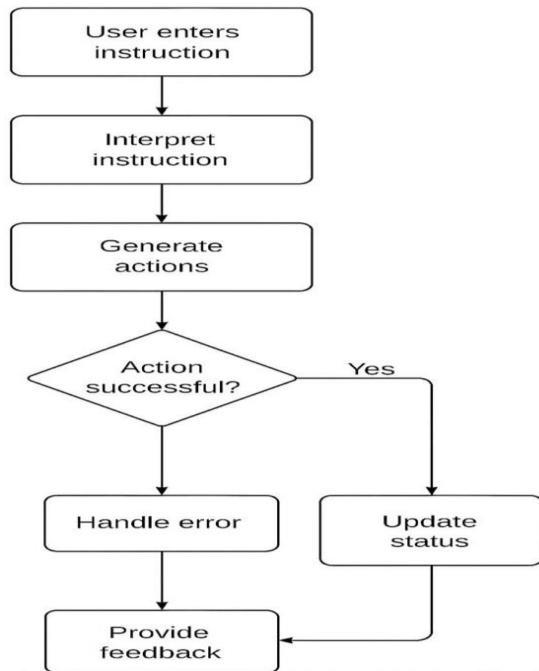 User enters
instruction
Interpret
instruction
Generate
actions
Action
successful?
Yes
Handle error
Update
status
Provide
feedback